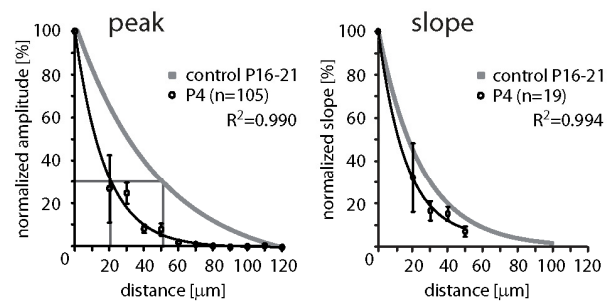 peak
normalized amplitude [%]
100
80
60
40
20
0
0 20 40 60 80 100 120
distance [µm]
control P16-21
P4 (n=105)
R²=0.990
slope
normalized slope [%]
100
80
60
40
20
0 20 40 60 80 100 120
distance [µm]
control P16-21
P4 (n=19)
R²=0.994